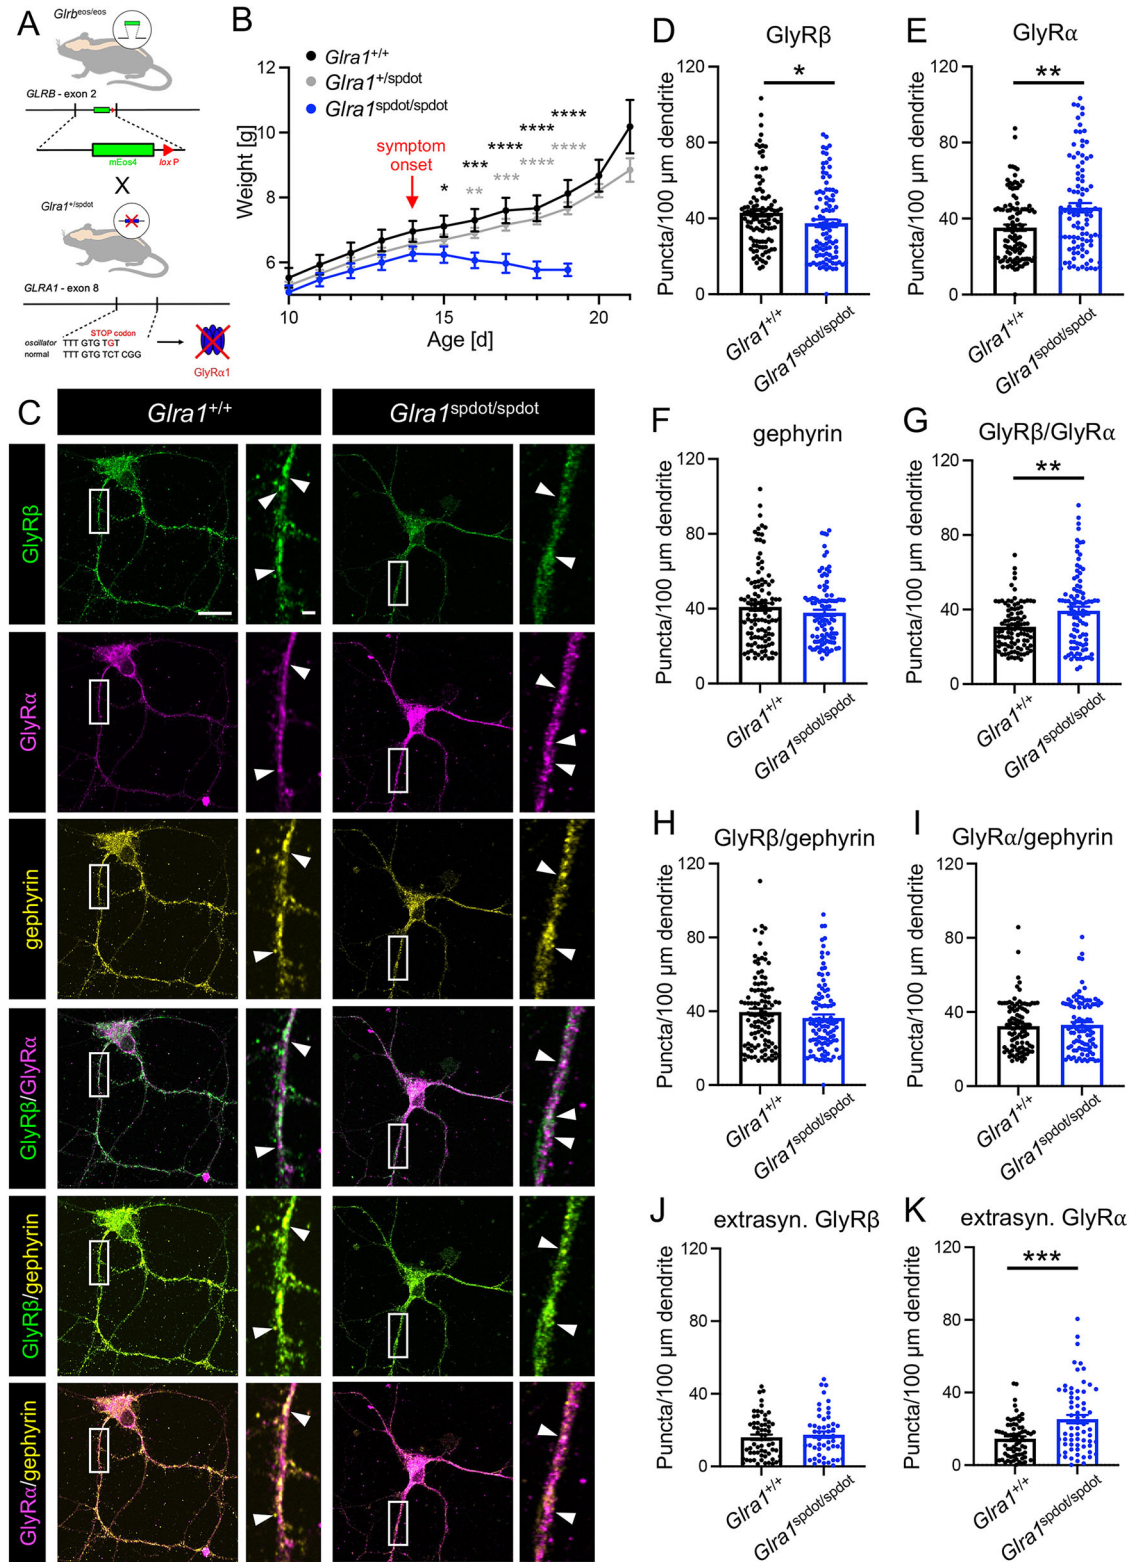 A
Glrb^eos/eos
GLRB - exon 2
mEos4
lox P
X
Glra1^+/spdot
GLRA1 - exon 8
STOP codon
oscillator TTT GTG TGT
normal TTT GTG TCT CGG
GlyRα1
B
Glra1^+/+
Glra1^+/spdot
Glra1^spdot/spdot
symptom
onset
*
***
****
****
****
**
***
****
****
Weight [g]
12
10
8
6
10
15
20
Age [d]
C
Glra1^+/+
Glra1^spdot/spdot
GlyRβ
GlyRα
gephyrin
GlyRβ/GlyRα
GlyRβ/gephyrin
GlyRα/gephyrin
D
GlyRβ
*
Puncta/100 µm dendrite
120
80
40
0
Glra1^+/+
Glra1^spdot/spdot
E
GlyRα
**
Puncta/100 µm dendrite
120
80
40
0
Glra1^+/+
Glra1^spdot/spdot
F
gephyrin
Puncta/100 µm dendrite
120
80
40
0
Glra1^+/+
Glra1^spdot/spdot
G
GlyRβ/GlyRα
**
Puncta/100 µm dendrite
120
80
40
0
Glra1^+/+
Glra1^spdot/spdot
H
GlyRβ/gephyrin
Puncta/100 µm dendrite
120
80
40
0
Glra1^+/+
Glra1^spdot/spdot
I
GlyRα/gephyrin
Puncta/100 µm dendrite
120
80
40
0
Glra1^+/+
Glra1^spdot/spdot
J
extrasyn. GlyRβ
Puncta/100 µm dendrite
120
80
40
0
Glra1^+/+
Glra1^spdot/spdot
K
extrasyn. GlyRα
***
Puncta/100 µm dendrite
120
80
40
0
Glra1^+/+
Glra1^spdot/spdot